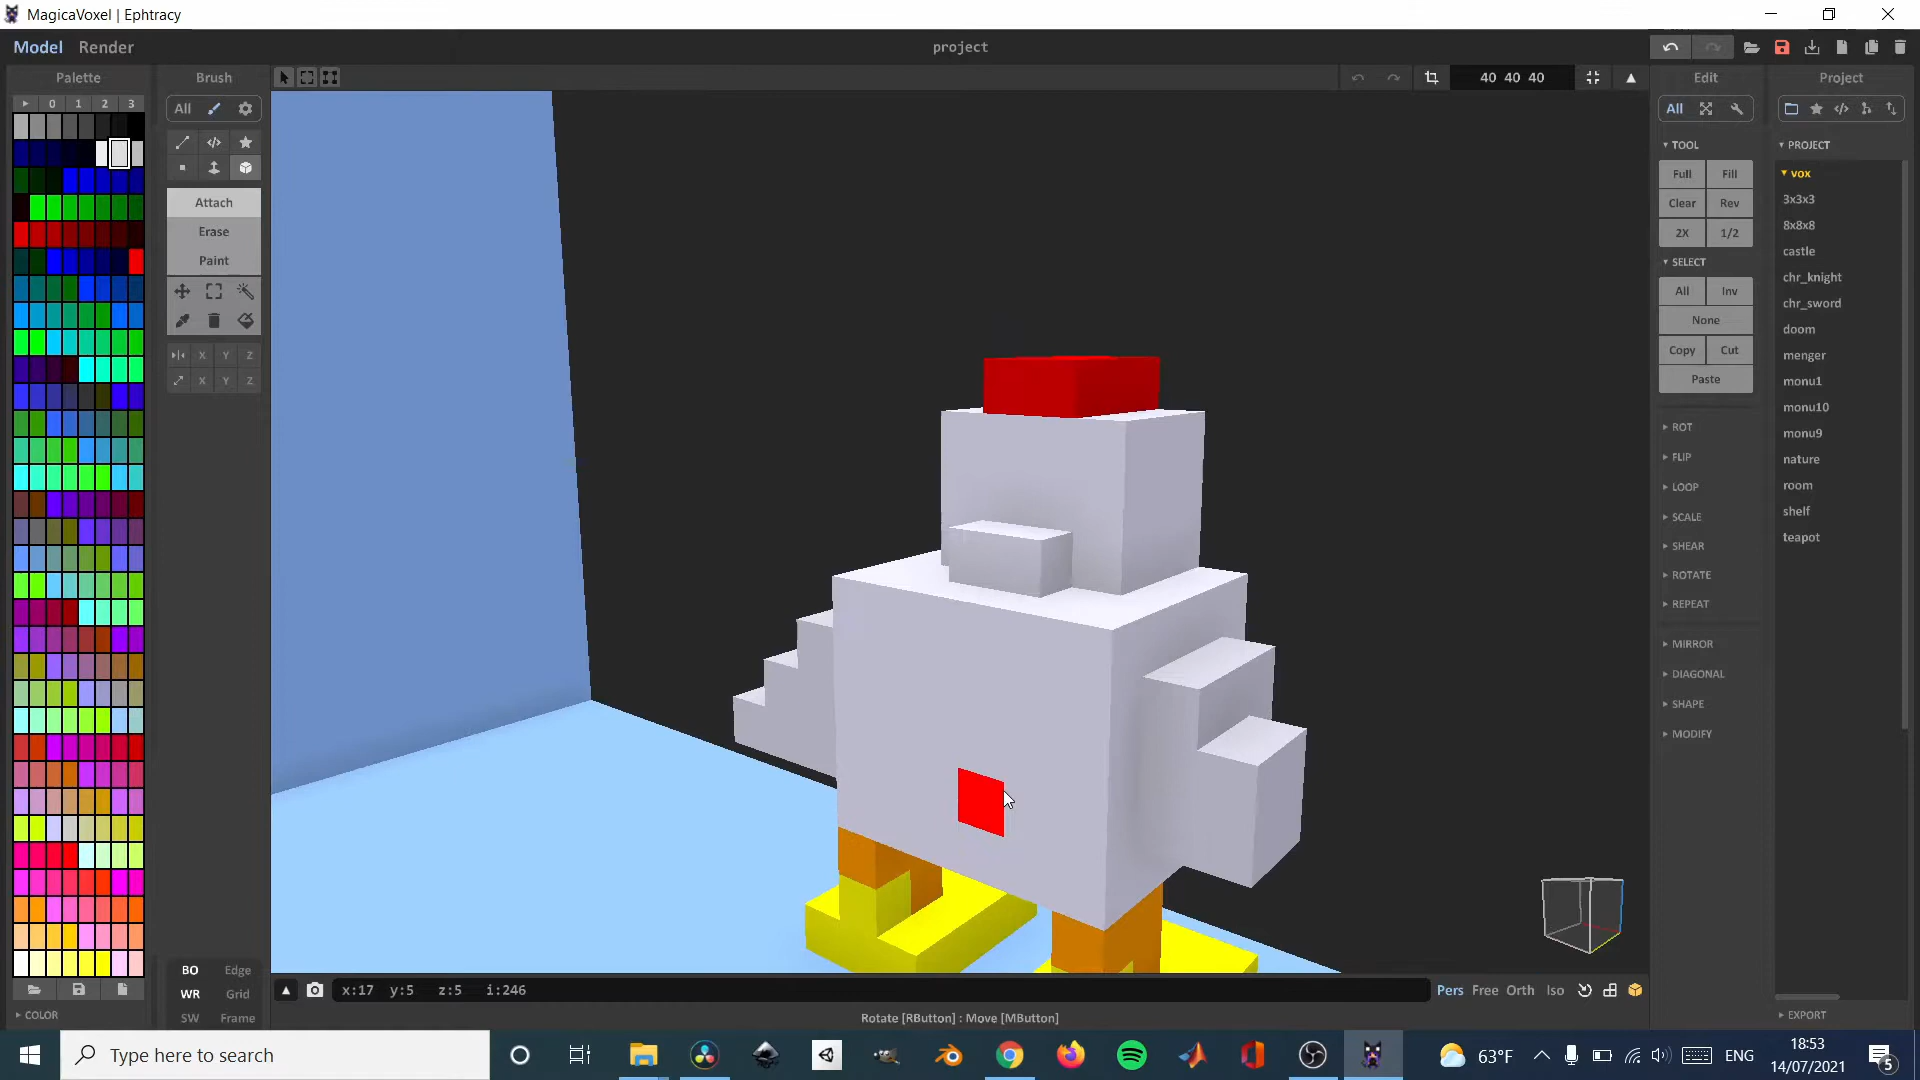 MagicaVoxel | Ephtracy
Model Render
project
Palette
Brush
40 40 40
Edit
Project
0 1 2 3
All
All
TOOL
PROJECT
Full Fill
vox
Attach
Clear Rev
3x3x3
Erase
2X 1/2
8x8x8
Paint
SELECT
castle
All Inv
chr_knight
None
chr_sword
Copy Cut
doom
X Y Z
Paste
menger
X Y Z
monu1
ROT
monu10
FLIP
monu9
LOOP
nature
SCALE
room
SHEAR
shelf
ROTATE
teapot
REPEAT
MIRROR
DIAGONAL
SHAPE
MODIFY
BO Edge
WR Grid
SW Frame
x:17 y:5 z:5 i:246
Pers Free Orth Iso
COLOR
Rotate [RButton] : Move [MButton]
EXPORT
Type here to search
63°F
ENG
18:53
14/07/2021
5